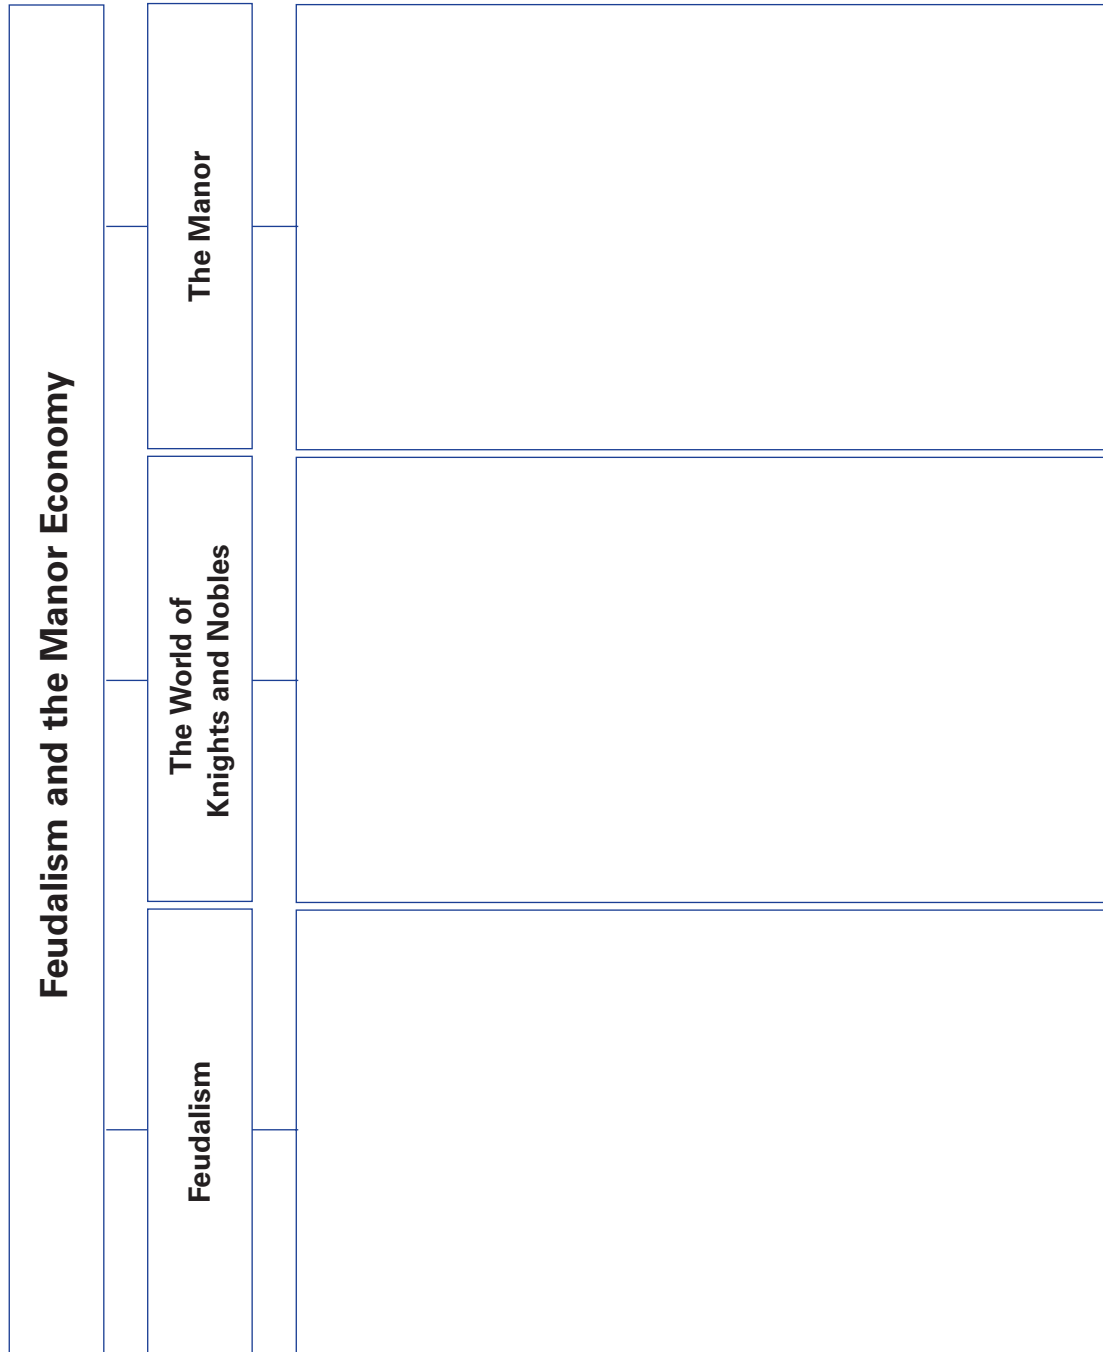 Feudalism and the Manor Economy
Feudalism
The World of
Knights and Nobles
The Manor